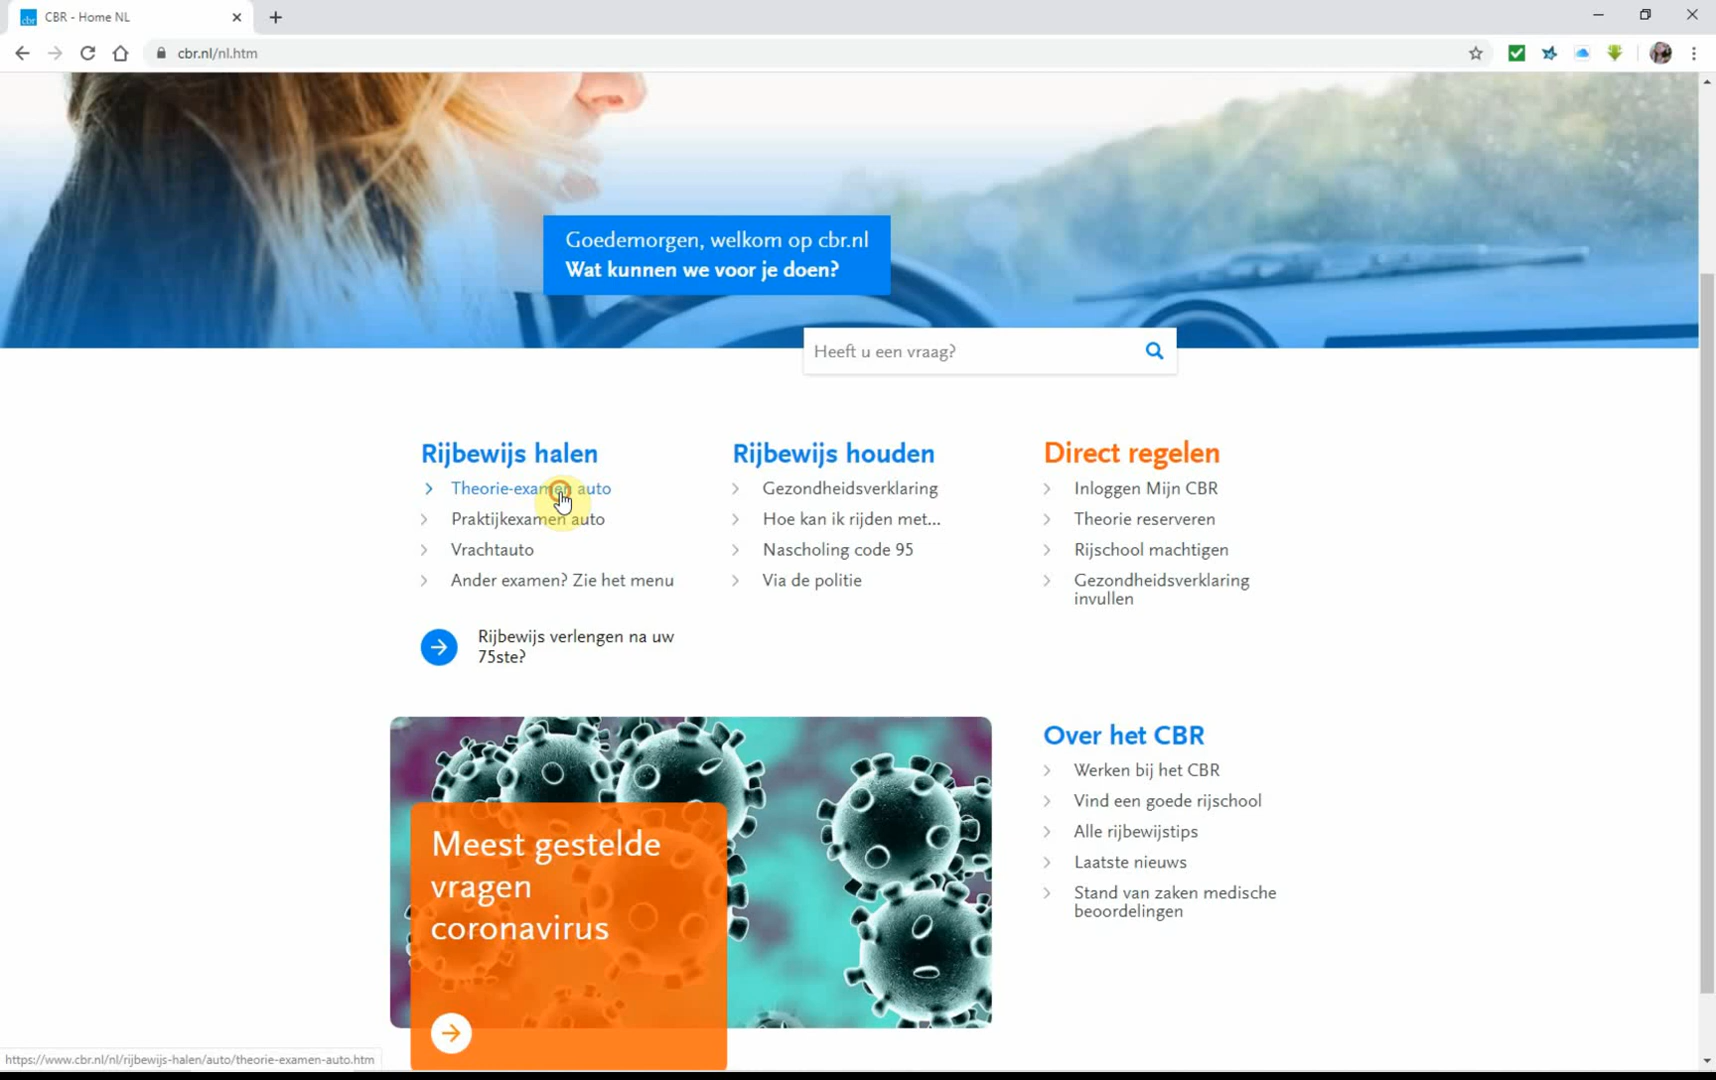 cbr CBR - Home NL
cbr.nl/nl.htm
Goedemorgen, welkom op cbr.nl
Wat kunnen we voor je doen?
Heeft u een vraag?
Rijbewijs halen
Theorie-examen auto
Praktijkexamen auto
Vrachtauto
Ander examen? Zie het menu
Rijbewijs verlengen na uw
75ste?
Rijbewijs houden
Gezondheidsverklaring
Hoe kan ik rijden met...
Nascholing code 95
Via de politie
Direct regelen
Inloggen Mijn CBR
Theorie reserveren
Rijschool machtigen
Gezondheidsverklaring
invullen
Meest gestelde
vragen
coronavirus
Over het CBR
Werken bij het CBR
Vind een goede rijschool
Alle rijbewijstips
Laatste nieuws
Stand van zaken medische
beoordelingen
https://www.cbr.nl/nl/rijbewijs-halen/auto/theorie-examen-auto.htm